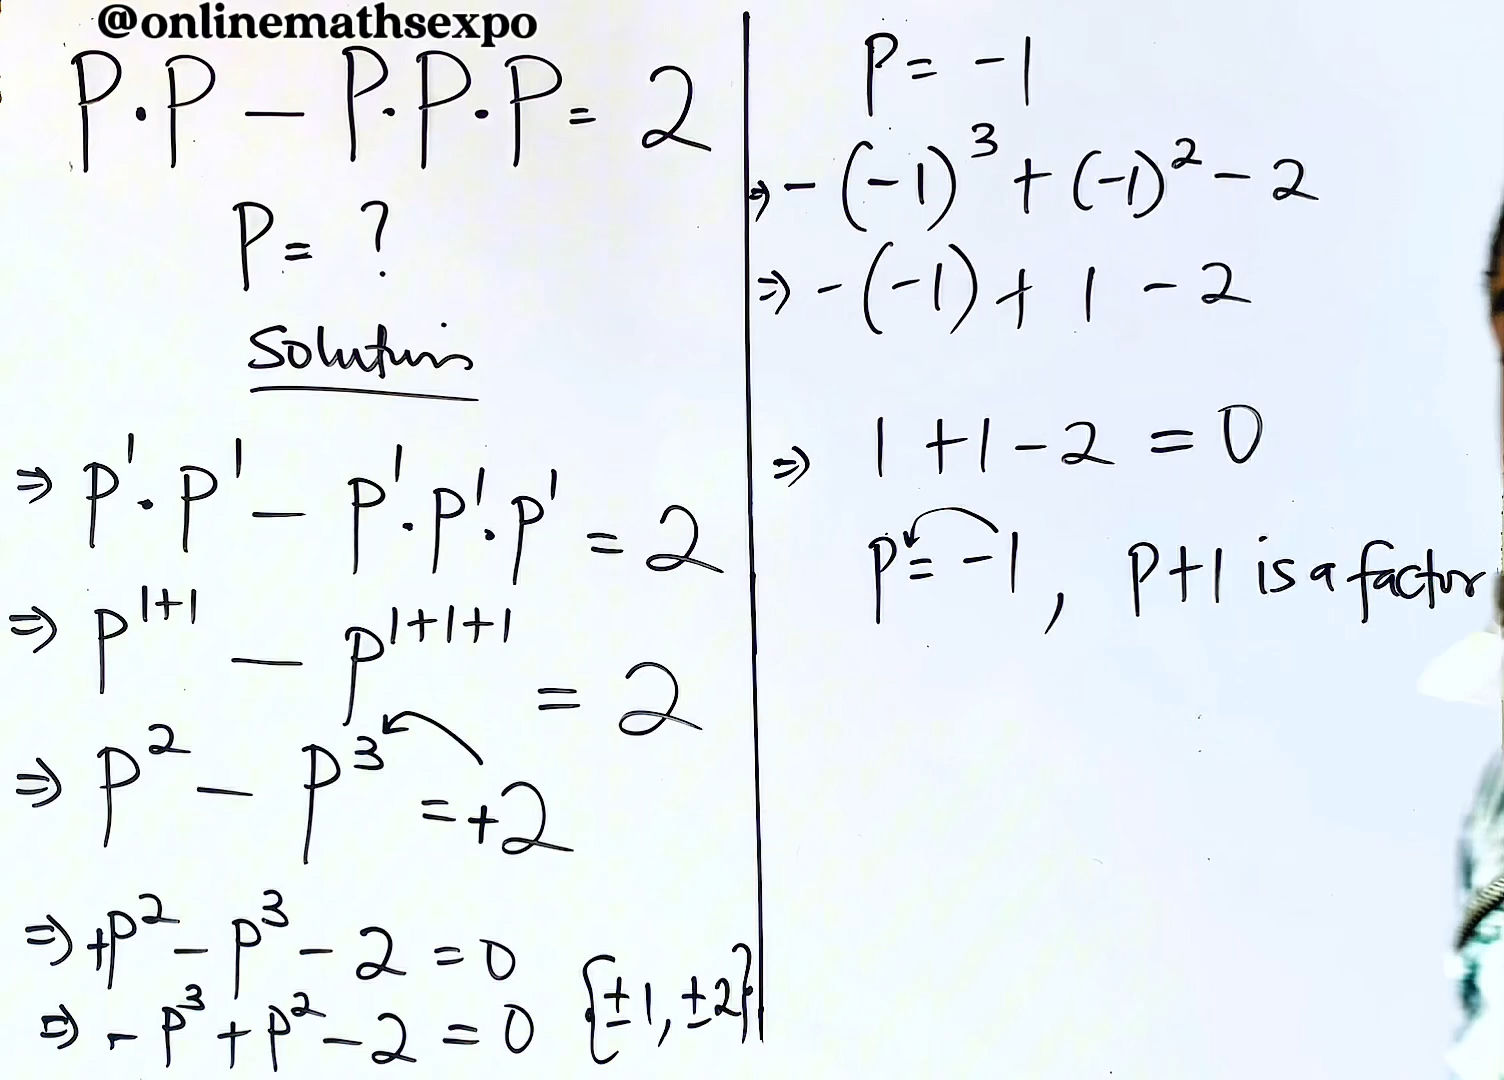 @onlinemathsexpo
P·P − P·P·P = 2
P = ?
Solution
⇒ P¹·P¹ − P¹·P¹·P¹ = 2
⇒ P¹⁺¹ − P¹⁺¹⁺¹ = 2
⇒ P² − P³ = +2
⇒ +P² − P³ − 2 = 0
⇒ − P³ + P² − 2 = 0 {±1, ±2}
P = −1
⇒ − (−1)³ + (−1)² − 2
⇒ − (−1) + 1 − 2
⇒ 1 + 1 − 2 = 0
P = −1, P+1 is a factor